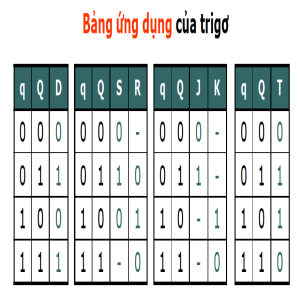 Bảng ứng dụng của trigơ
q Q D
0 0 0
0 1 1
1 0 0
1 1 1
q Q S R
0 0 0 -
0 1 1 0
1 0 0 1
1 1 - 0
q Q J K
0 0 0 -
0 1 1 -
1 0 - 1
1 1 - 0
q Q T
0 0 0
0 1 1
1 0 1
1 1 0